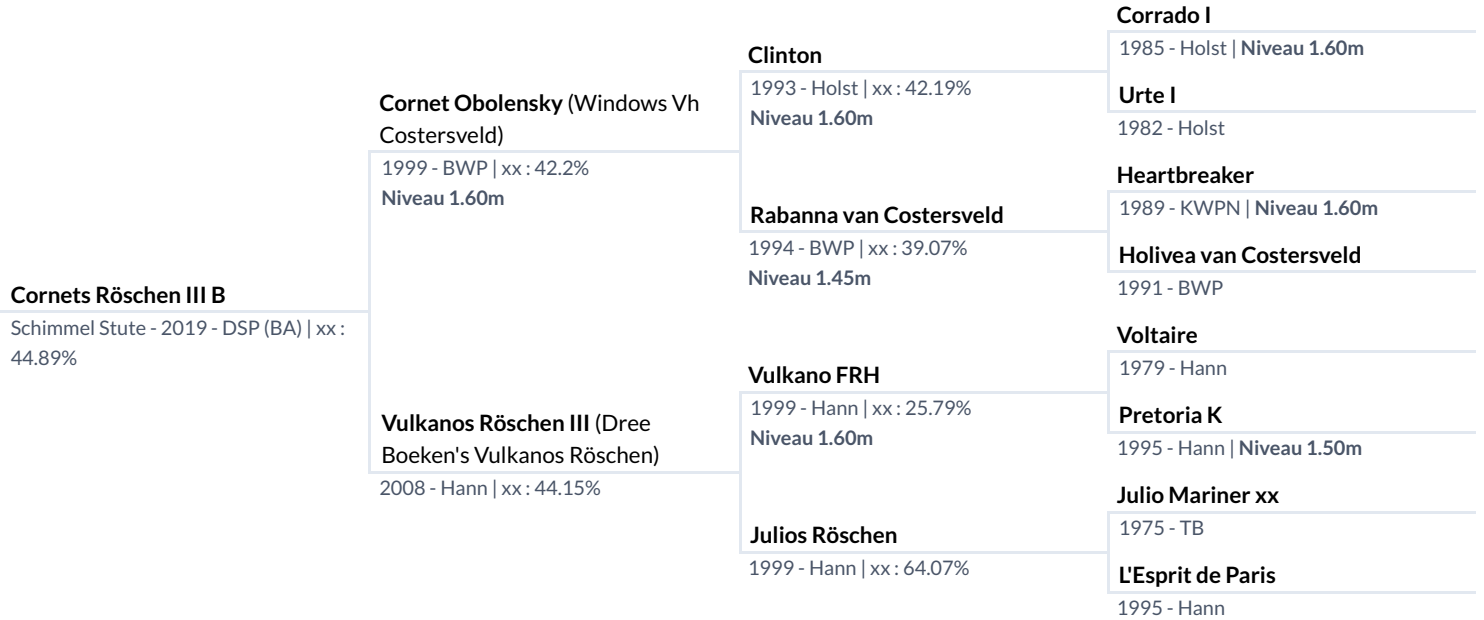 Cornets Röschen III B
Schimmel Stute - 2019 - DSP (BA) | xx :
44.89%
Cornet Obolensky (Windows Vh
Costersveld)
1999 - BWP | xx : 42.2%
Niveau 1.60m
Vulkanos Röschen III (Dree
Boeken's Vulkanos Röschen)
2008 - Hann | xx : 44.15%
Clinton
1993 - Holst | xx : 42.19%
Niveau 1.60m
Rabanna van Costersveld
1994 - BWP | xx : 39.07%
Niveau 1.45m
Vulkano FRH
1999 - Hann | xx : 25.79%
Niveau 1.60m
Julios Röschen
1999 - Hann | xx : 64.07%
Corrado I
1985 - Holst | Niveau 1.60m
Urte I
1982 - Holst
Heartbreaker
1989 - KWPN | Niveau 1.60m
Holivea van Costersveld
1991 - BWP
Voltaire
1979 - Hann
Pretoria K
1995 - Hann | Niveau 1.50m
Julio Mariner xx
1975 - TB
L'Esprit de Paris
1995 - Hann